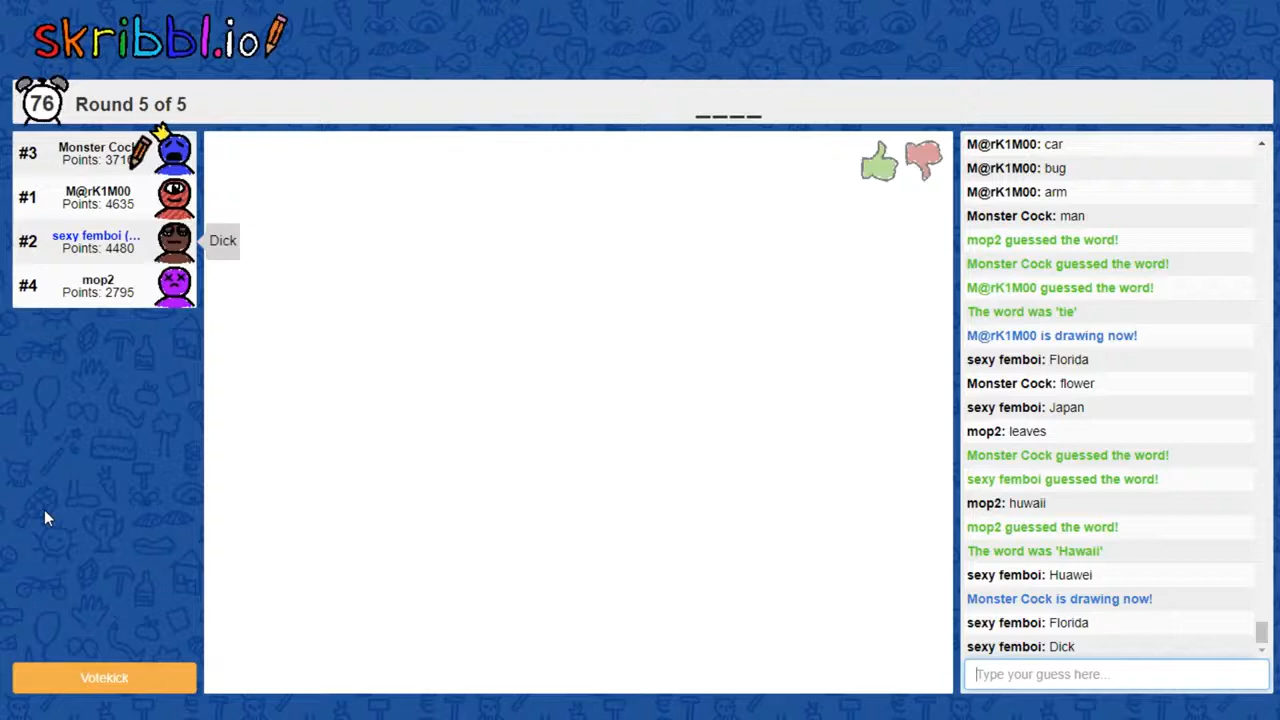 skribbl.io
76
Round 5 of 5
_ _ _ _
#3
Monster Coc
Points: 3710
#1
M@rK1M00
Points: 4635
#2
sexy femboi (...
Points: 4480
Dick
#4
mop2
Points: 2795
Votekick
M@rK1M00: car
M@rK1M00: bug
M@rK1M00: arm
Monster Cock: man
mop2 guessed the word!
Monster Cock guessed the word!
M@rK1M00 guessed the word!
The word was 'tie'
M@rK1M00 is drawing now!
sexy femboi: Florida
Monster Cock: flower
sexy femboi: Japan
mop2: leaves
Monster Cock guessed the word!
sexy femboi guessed the word!
mop2: huwaii
mop2 guessed the word!
The word was 'Hawaii'
sexy femboi: Huawei
Monster Cock is drawing now!
sexy femboi: Florida
sexy femboi: Dick
Type your guess here...